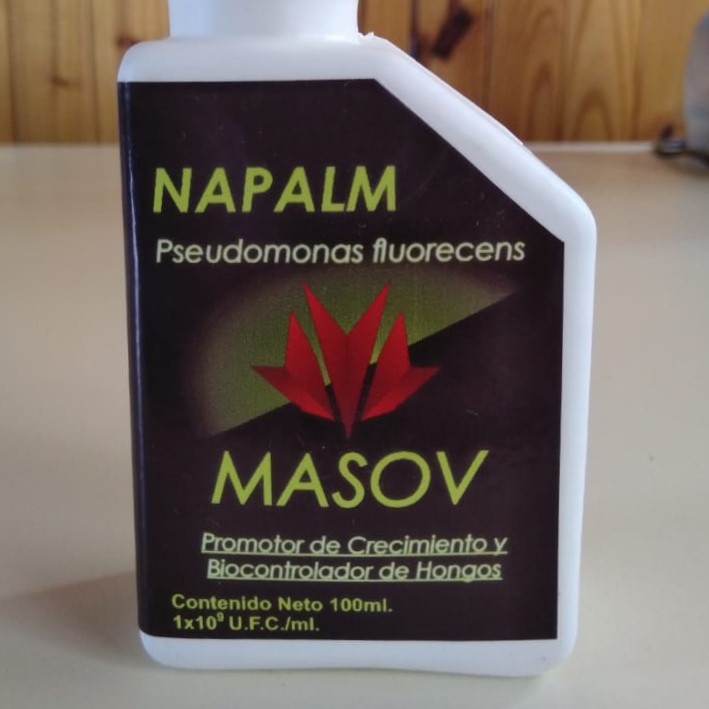 NAPALM
Pseudomonas fluorecens
MASOV
Promotor de Crecimiento y
Biocontrolador de Hongos
Contenido Neto 100ml.
1x10⁹ U.F.C./ml.